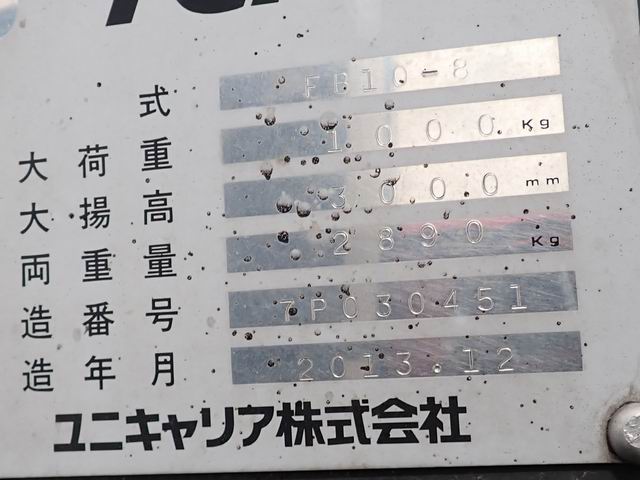 式 FB10-8
大荷重 1000 Kg
大揚高 3000 mm
両重量 2890 Kg
造番号 7P030451
造年月 2013.12
ユニキャリア株式会社